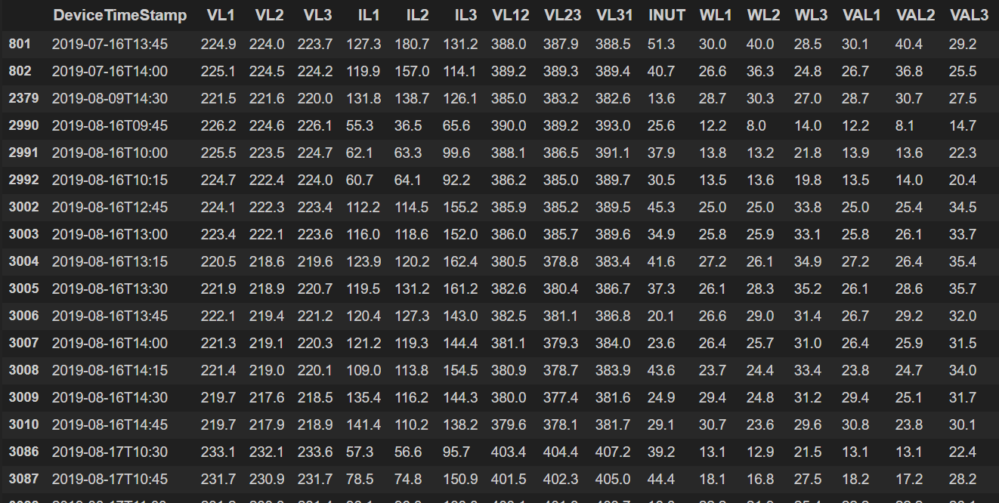 DeviceTimeStamp VL1 VL2 VL3 IL1 IL2 IL3 VL12 VL23 VL31 INUT WL1 WL2 WL3 VAL1 VAL2 VAL3
801 2019-07-16T13:45 224.9 224.0 223.7 127.3 180.7 131.2 388.0 387.9 388.5 51.3 30.0 40.0 28.5 30.1 40.4 29.2
802 2019-07-16T14:00 225.1 224.5 224.2 119.9 157.0 114.1 389.2 389.3 389.4 40.7 26.6 36.3 24.8 26.7 36.8 25.5
2379 2019-08-09T14:30 221.5 221.6 220.0 131.8 138.7 126.1 385.0 383.2 382.6 13.6 28.7 30.3 27.0 28.7 30.7 27.5
2990 2019-08-16T09:45 226.2 224.6 226.1 55.3 36.5 65.6 390.0 389.2 393.0 25.6 12.2 8.0 14.0 12.2 8.1 14.7
2991 2019-08-16T10:00 225.5 223.5 224.7 62.1 63.3 99.6 388.1 386.5 391.1 37.9 13.8 13.2 21.8 13.9 13.6 22.3
2992 2019-08-16T10:15 224.7 222.4 224.0 60.7 64.1 92.2 386.2 385.0 389.7 30.5 13.5 13.6 19.8 13.5 14.0 20.4
3002 2019-08-16T12:45 224.1 222.3 223.4 112.2 114.5 155.2 385.9 385.2 389.5 45.3 25.0 25.0 33.8 25.0 25.4 34.5
3003 2019-08-16T13:00 223.4 222.1 223.6 116.0 118.6 152.0 386.0 385.7 389.6 34.9 25.8 25.9 33.1 25.8 26.1 33.7
3004 2019-08-16T13:15 220.5 218.6 219.6 123.9 120.2 162.4 380.5 378.8 383.4 41.6 27.2 26.1 34.9 27.2 26.4 35.4
3005 2019-08-16T13:30 221.9 218.9 220.7 119.5 131.2 161.2 382.6 380.4 386.7 37.3 26.1 28.3 35.2 26.1 28.6 35.7
3006 2019-08-16T13:45 222.1 219.4 221.2 120.4 127.3 143.0 382.5 381.1 386.8 20.1 26.6 29.0 31.4 26.7 29.2 32.0
3007 2019-08-16T14:00 221.3 219.1 220.3 121.2 119.3 144.4 381.1 379.3 384.0 23.6 26.4 25.7 31.0 26.4 25.9 31.5
3008 2019-08-16T14:15 221.4 219.0 220.1 109.0 113.8 154.5 380.9 378.7 383.9 43.6 23.7 24.4 33.4 23.8 24.7 34.0
3009 2019-08-16T14:30 219.7 217.6 218.5 135.4 116.2 144.3 380.0 377.4 381.6 24.9 29.4 24.8 31.2 29.4 25.1 31.7
3010 2019-08-16T14:45 219.7 217.9 218.9 141.4 110.2 138.2 379.6 378.1 381.7 29.1 30.7 23.6 29.6 30.8 23.8 30.1
3086 2019-08-17T10:30 233.1 232.1 233.6 57.3 56.6 95.7 403.4 404.4 407.2 39.2 13.1 12.9 21.5 13.1 13.1 22.4
3087 2019-08-17T10:45 231.7 230.9 231.7 78.5 74.8 150.9 401.5 402.3 405.0 44.4 18.1 16.8 27.5 18.2 17.2 28.2